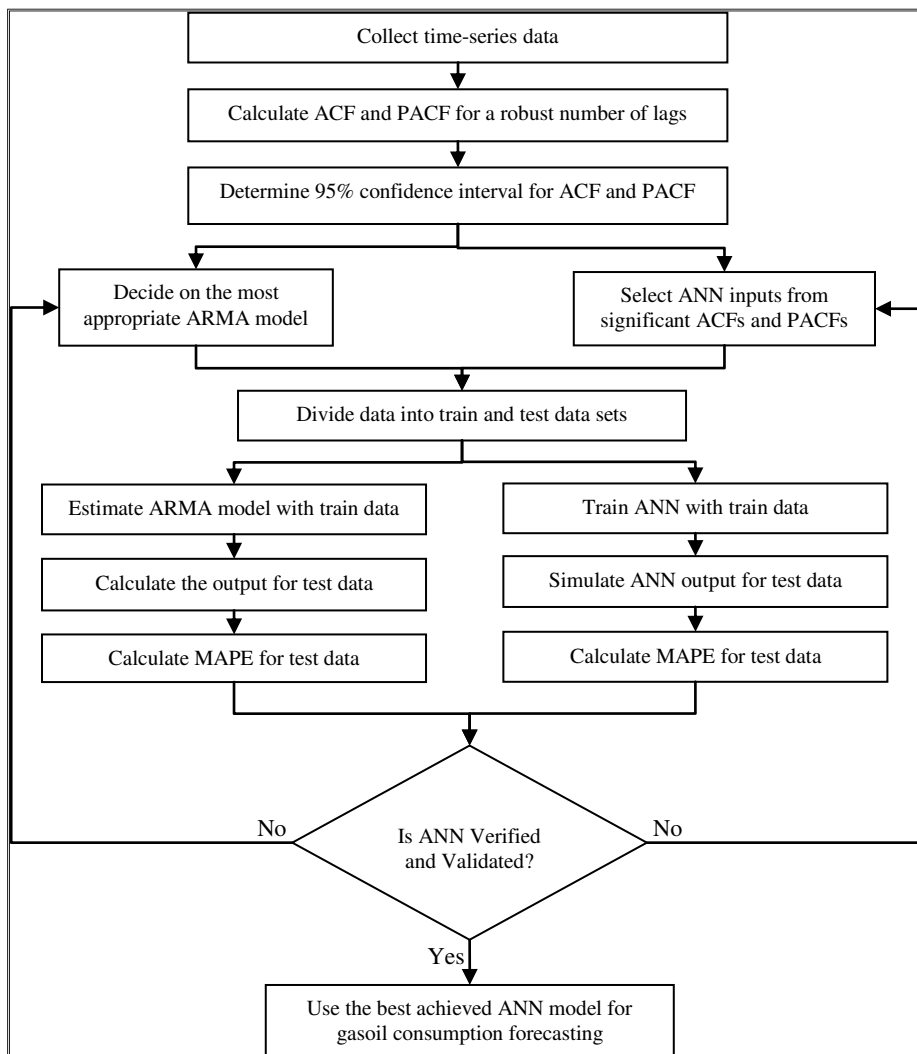 Collect time-series data
Calculate ACF and PACF for a robust number of lags
Determine 95% confidence interval for ACF and PACF
Decide on the most
appropriate ARMA model
Select ANN inputs from
significant ACFs and PACFs
Divide data into train and test data sets
Estimate ARMA model with train data
Train ANN with train data
Calculate the output for test data
Simulate ANN output for test data
Calculate MAPE for test data
Calculate MAPE for test data
No
Is ANN Verified
and Validated?
No
Yes
Use the best achieved ANN model for
gasoil consumption forecasting